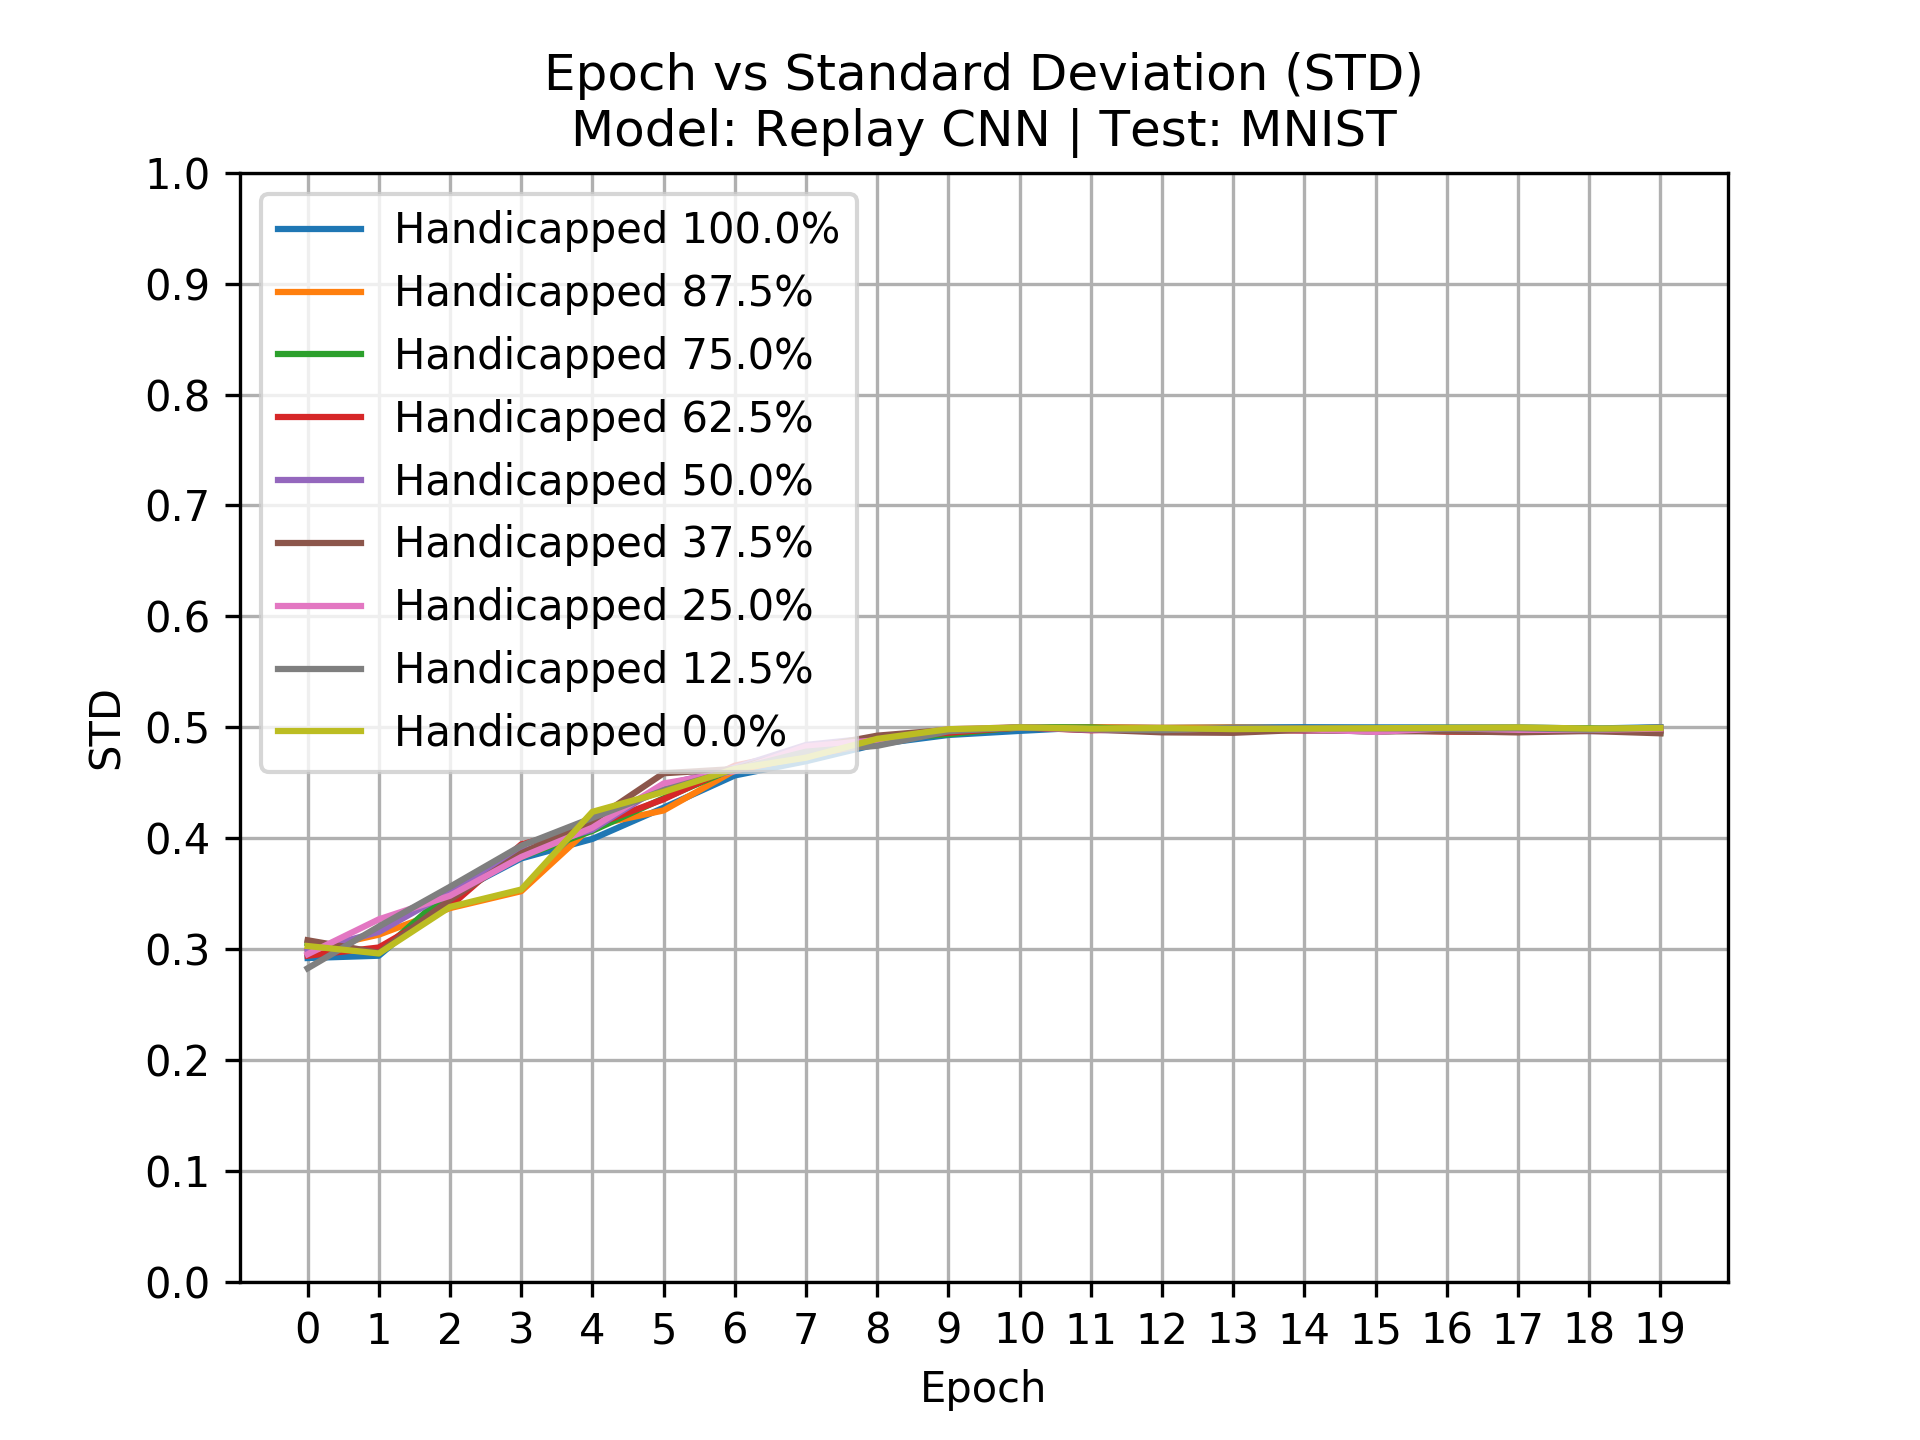 Epoch vs Standard Deviation (STD)
Model: Replay CNN | Test: MNIST
1.0
0.9
0.8
0.7
0.6
0.5
0.4
0.3
0.2
0.1
0.0
STD
Handicapped 100.0%
Handicapped 87.5%
Handicapped 75.0%
Handicapped 62.5%
Handicapped 50.0%
Handicapped 37.5%
Handicapped 25.0%
Handicapped 12.5%
Handicapped 0.0%
0 1 2 3 4 5 6 7 8 9 10 11 12 13 14 15 16 17 18 19
Epoch